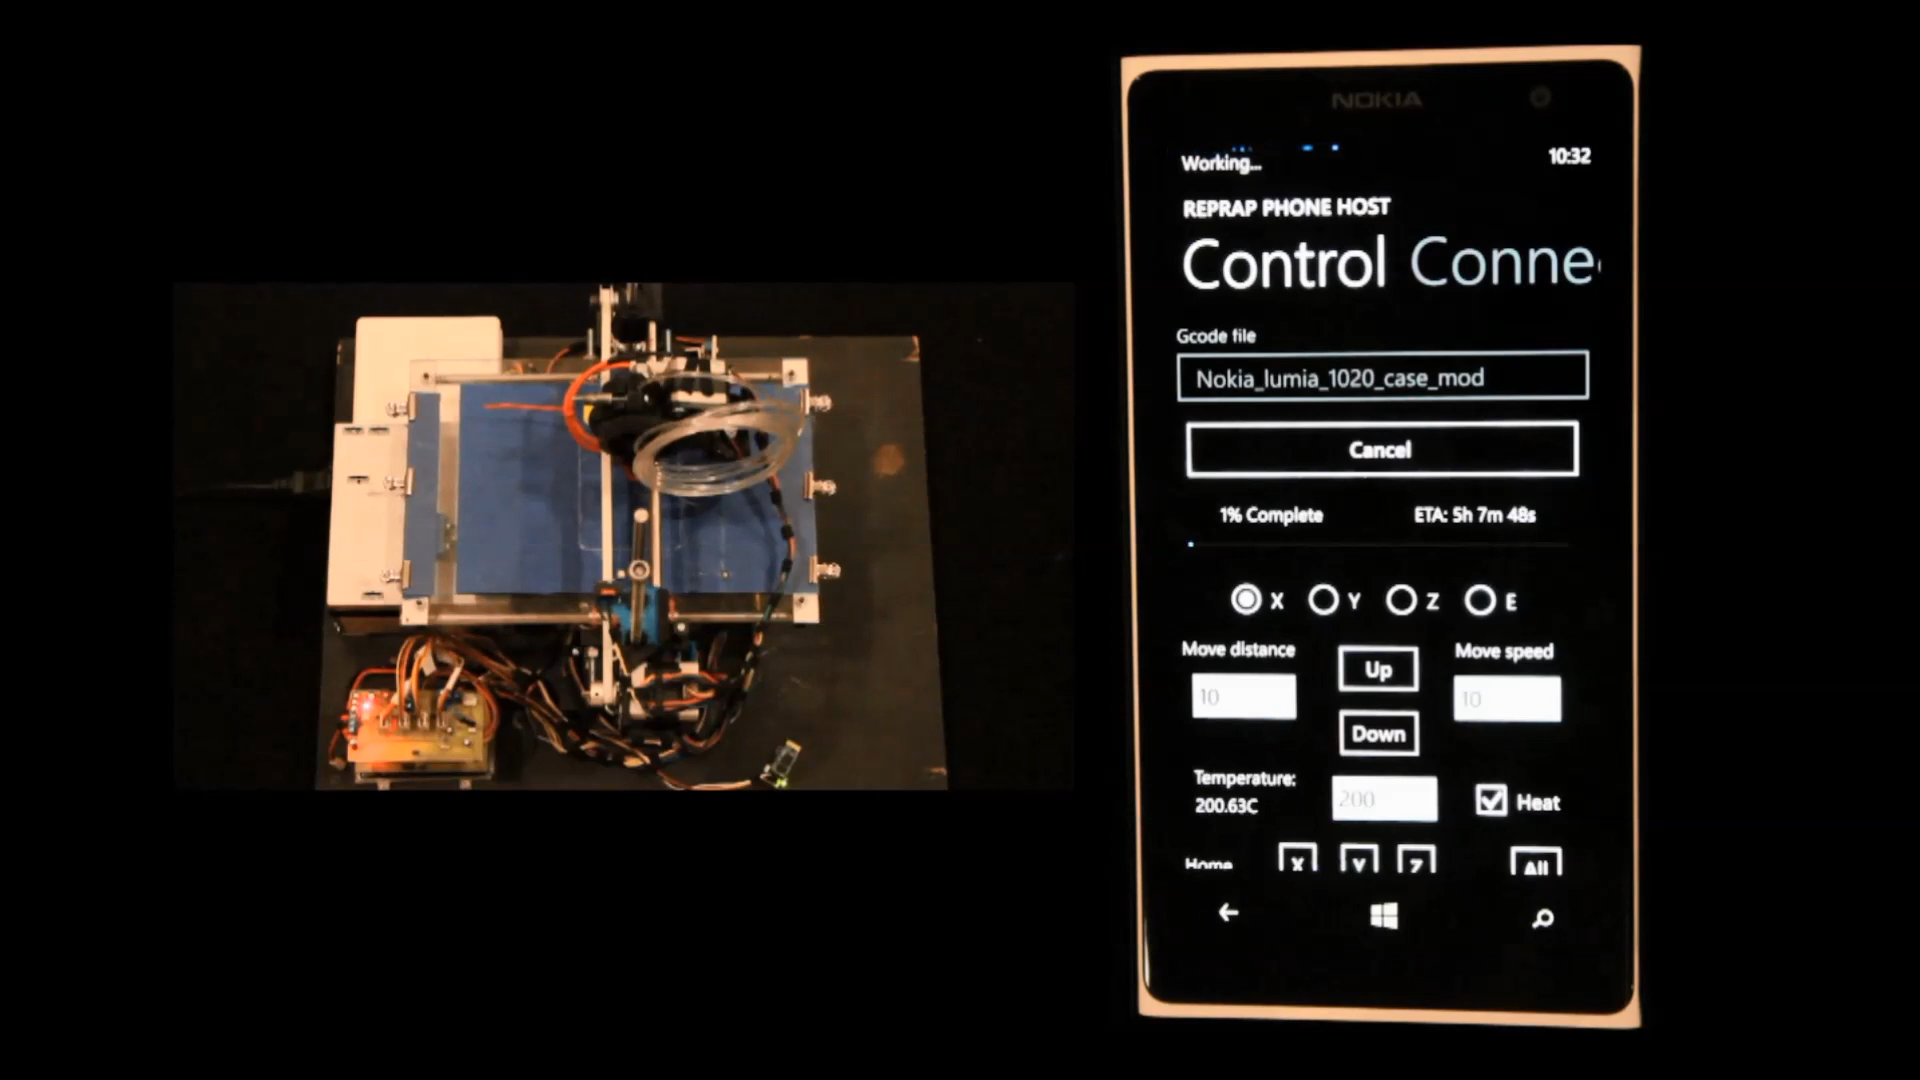 NOKIA
Working...
10:32
REPRAP PHONE HOST
Control Conne
Gcode file
Nokia_lumia_1020_case_mod
Cancel
1% Complete
ETA: 5h 7m 48s
X Y Z E
Move distance
Up
Move speed
10
10
Down
Temperature:
200.63C
200
Heat
Home
X
Y
Z
All